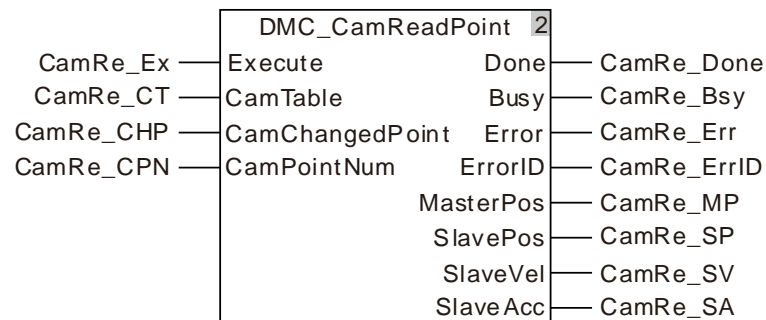 DMC_CamReadPoint 2
CamRe_Ex Execute Done CamRe_Done
CamRe_CT CamTable Busy CamRe_Bsy
CamRe_CHP CamChangedPoint Error CamRe_Err
CamRe_CPN CamPointNum ErrorID CamRe_ErrID
MasterPos CamRe_MP
SlavePos CamRe_SP
SlaveVel CamRe_SV
SlaveAcc CamRe_SA